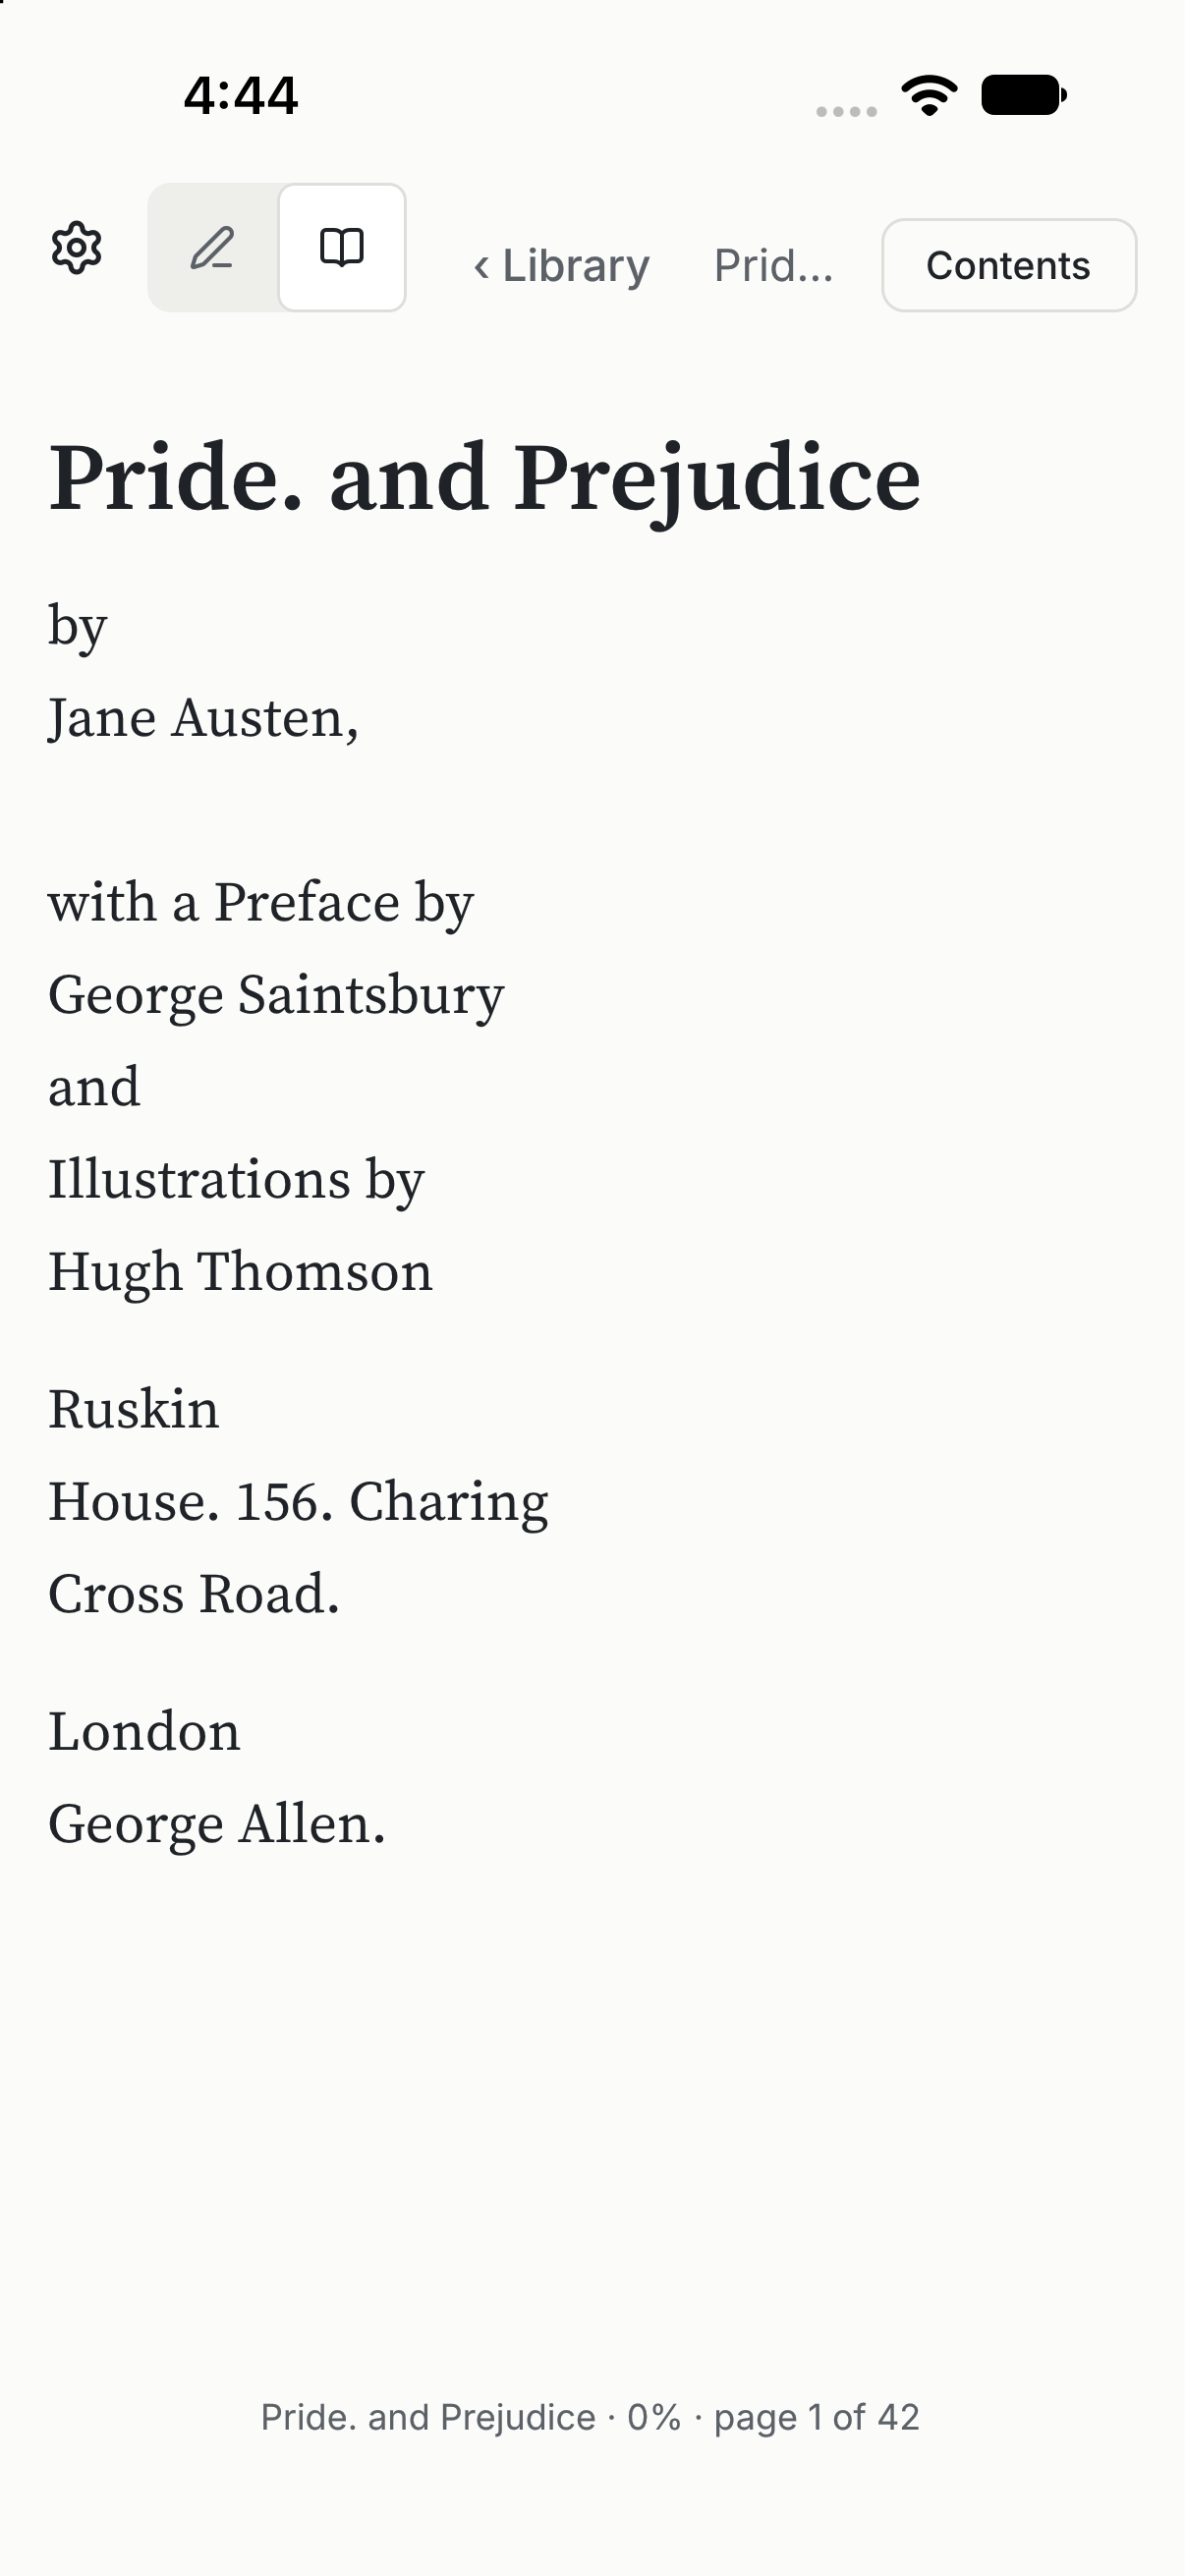 4:44
‹ Library
Prid...
Contents
Pride. and Prejudice
by
Jane Austen,
with a Preface by
George Saintsbury
and
Illustrations by
Hugh Thomson
Ruskin
House. 156. Charing
Cross Road.
London
George Allen.
Pride. and Prejudice · 0% · page 1 of 42